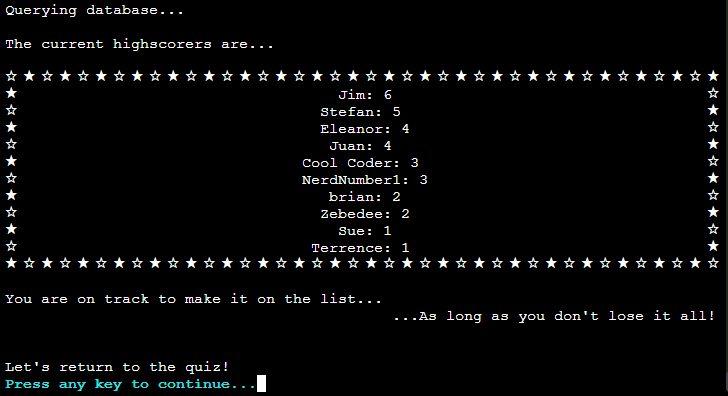 Querying database...
The current highscorers are...
Jim: 6
Stefan: 5
Eleanor: 4
Juan: 4
Cool Coder: 3
NerdNumber1: 3
brian: 2
Zebedee: 2
Sue: 1
Terrence: 1
You are on track to make it on the list...
...As long as you don't lose it all!
Let's return to the quiz!
Press any key to continue...